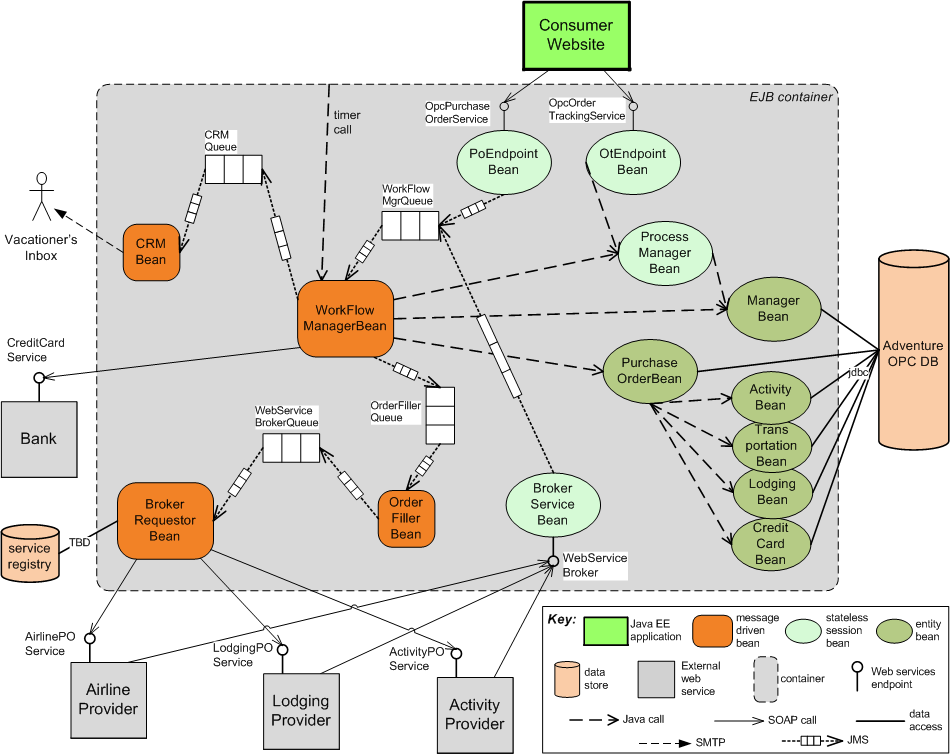 Consumer
Website
EJB container
OpcPurchase
OrderService
OpcOrder
TrackingService
timer
call
CRM
Queue
PoEndpoint
Bean
OtEndpoint
Bean
WorkFlow
MgrQueue
Vacationer's
Inbox
CRM
Bean
Process
Manager
Bean
WorkFlow
ManagerBean
Manager
Bean
Adventure
OPC DB
jdbc
CreditCard
Service
Bank
Purchase
OrderBean
Activity
Bean
Trans
portation
Bean
Lodging
Bean
Credit
Card
Bean
OrderFiller
Queue
WebService
BrokerQueue
Broker
Requestor
Bean
Order
Filler
Bean
Broker
Service
Bean
service
registry
TBD
WebService
Broker
AirlinePO
Service
LodgingPO
Service
ActivityPO
Service
Airline
Provider
Lodging
Provider
Activity
Provider
Key:
Java EE
application
message
driven
bean
stateless
session
bean
entity
bean
data
store
External
web
service
container
Web services
endpoint
Java call
SOAP call
data
access
SMTP
JMS